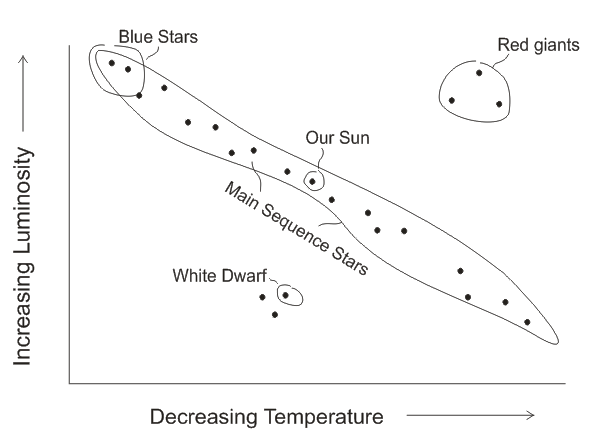 Blue Stars
Red giants
Our Sun
Main Sequence Stars
White Dwarf
Increasing Luminosity
Decreasing Temperature